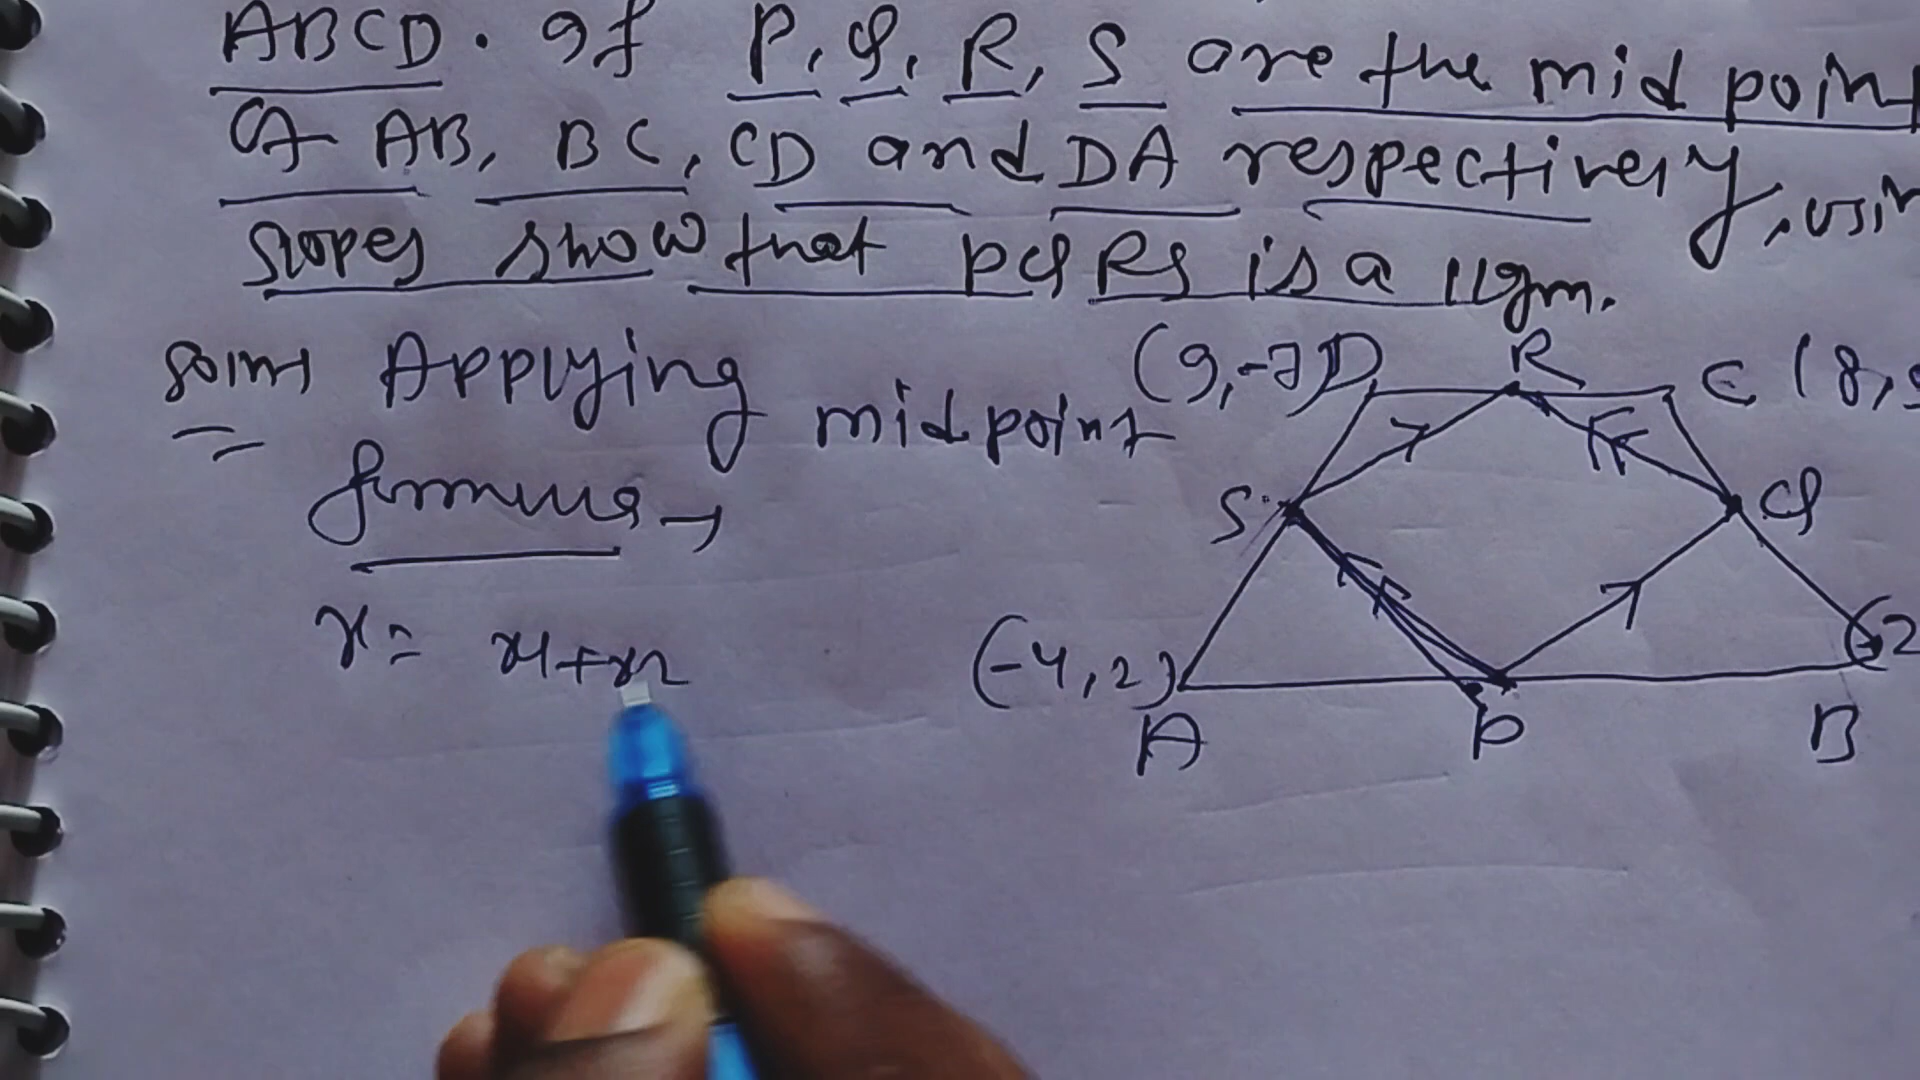 ABCD. If P, Q, R, S are the mid point
of AB, BC, CD and DA respectively, usin
slopes show that PQRS is a ||gm.
Soln Applying midpoint
formula →
x = x1+x2
(9,-7) D R C (8,
S Q
(-4,2) (2
A P B